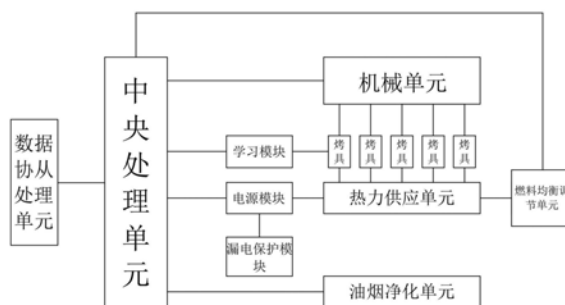 数据
协从
处理
单元
中
央
处
理
单
元
机械单元
学习模块
烤
具
烤
具
烤
具
烤
具
烤
具
电源模块
热力供应单元
燃料均衡调
节单元
漏电保护模
块
油烟净化单元